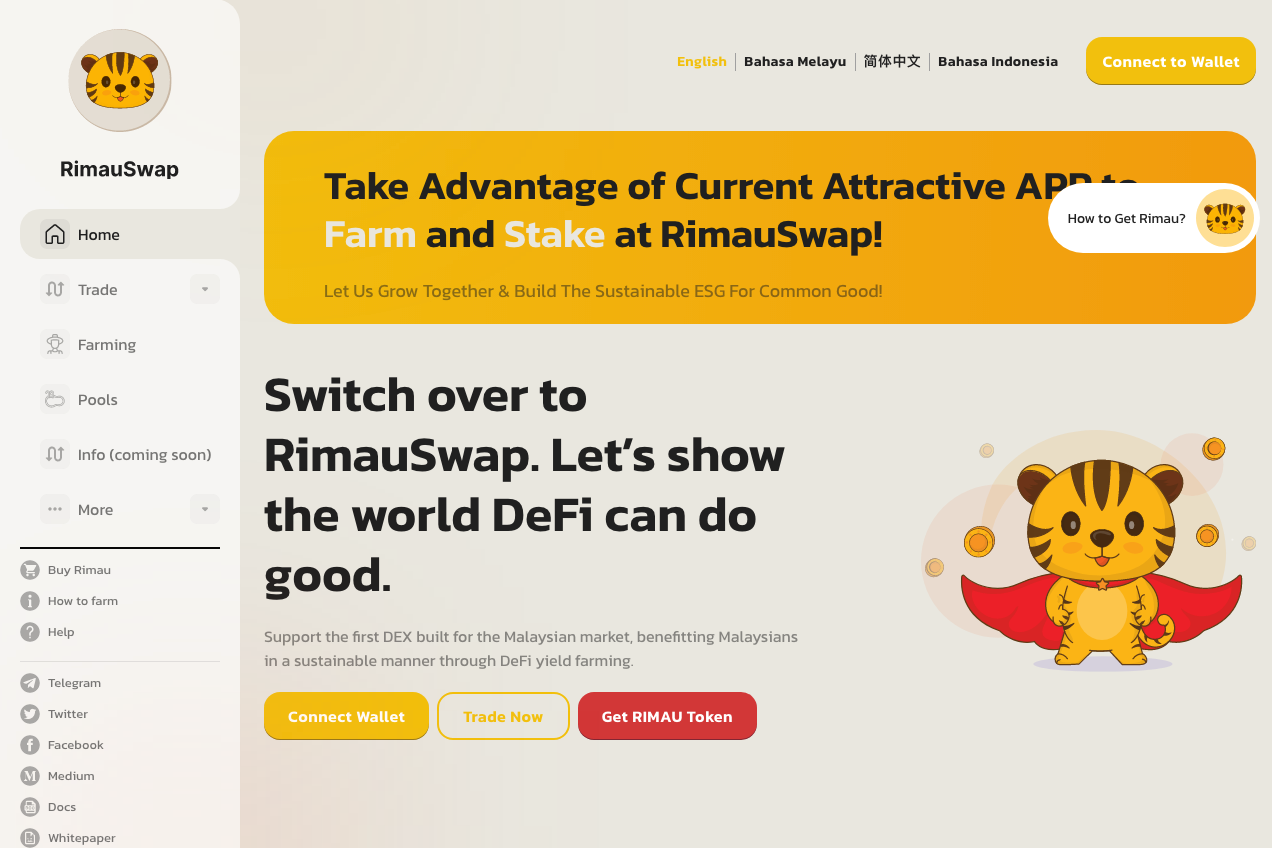 RimauSwap
Home
Trade
Farming
Pools
Info (coming soon)
More
Buy Rimau
How to farm
Help
Telegram
Twitter
Facebook
Medium
Docs
Whitepaper
English
Bahasa Melayu
简体中文
Bahasa Indonesia
Connect to Wallet
Take Advantage of Current Attractive APR to
Farm and Stake at RimauSwap!
Let Us Grow Together & Build The Sustainable ESG For Common Good!
How to Get Rimau?
Switch over to
RimauSwap. Let’s show
the world DeFi can do
good.
Support the first DEX built for the Malaysian market, benefitting Malaysians
in a sustainable manner through DeFi yield farming.
Connect Wallet
Trade Now
Get RIMAU Token